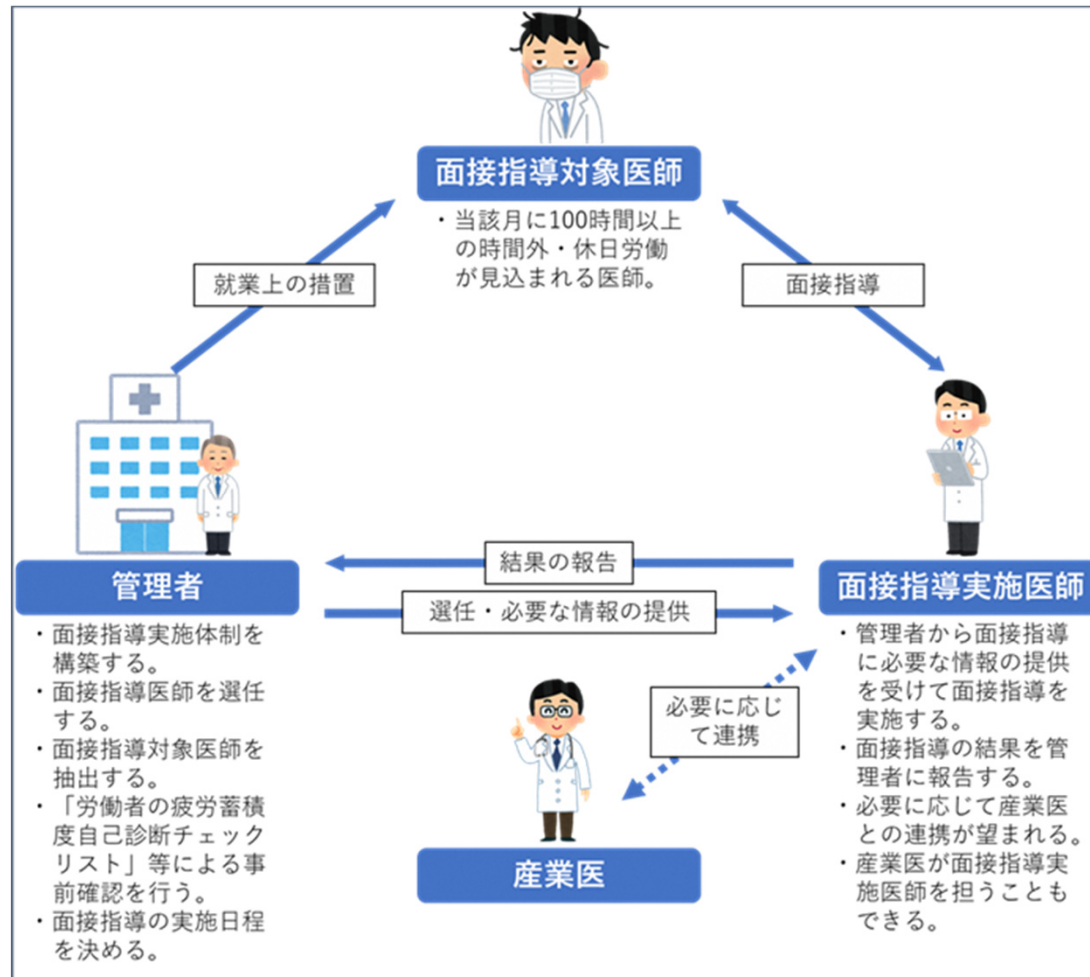 面接指導対象医師
・当該月に100時間以上
の時間外・休日労働
が見込まれる医師。
就業上の措置
面接指導
結果の報告
選任・必要な情報の提供
管理者
・面接指導実施体制を
構築する。
・面接指導医師を選任
する。
・面接指導対象医師を
抽出する。
・「労働者の疲労蓄積
度自己診断チェック
リスト」等による事
前確認を行う。
・面接指導の実施日程
を決める。
必要に応じ
て連携
産業医
面接指導実施医師
・管理者から面接指導
に必要な情報の提供
を受けて面接指導を
実施する。
・面接指導の結果を管
理者に報告する。
・必要に応じて産業医
との連携が望まれる。
・産業医が面接指導実
施医師を担うことも
できる。